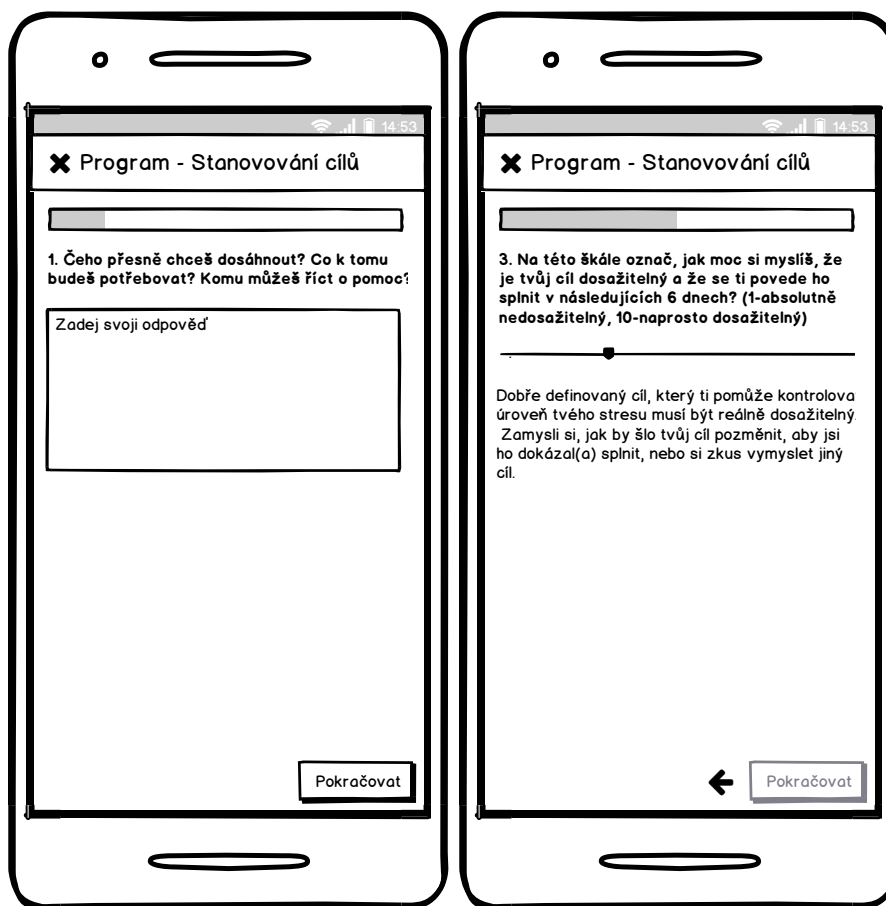 14:53
Program - Stanovování cílů
1. Čeho přesně chceš dosáhnout? Co k tomu
budeš potřebovat? Komu můžeš říct o pomoc?
Zadej svoji odpověď
Pokračovat
14:53
Program - Stanovování cílů
3. Na této škále označ, jak moc si myslíš, že
je tvůj cíl dosažitelný a že se ti povede ho
splnit v následujících 6 dnech? (1-absolutně
nedosažitelný, 10-naprosto dosažitelný)
Dobře definovaný cíl, který ti pomůže kontrolova
úroveň tvého stresu musí být reálně dosažitelný.
Zamysli si, jak by šlo tvůj cíl pozměnit, aby jsi
ho dokázal(a) splnit, nebo si zkus vymyslet jiný
cíl.
Pokračovat